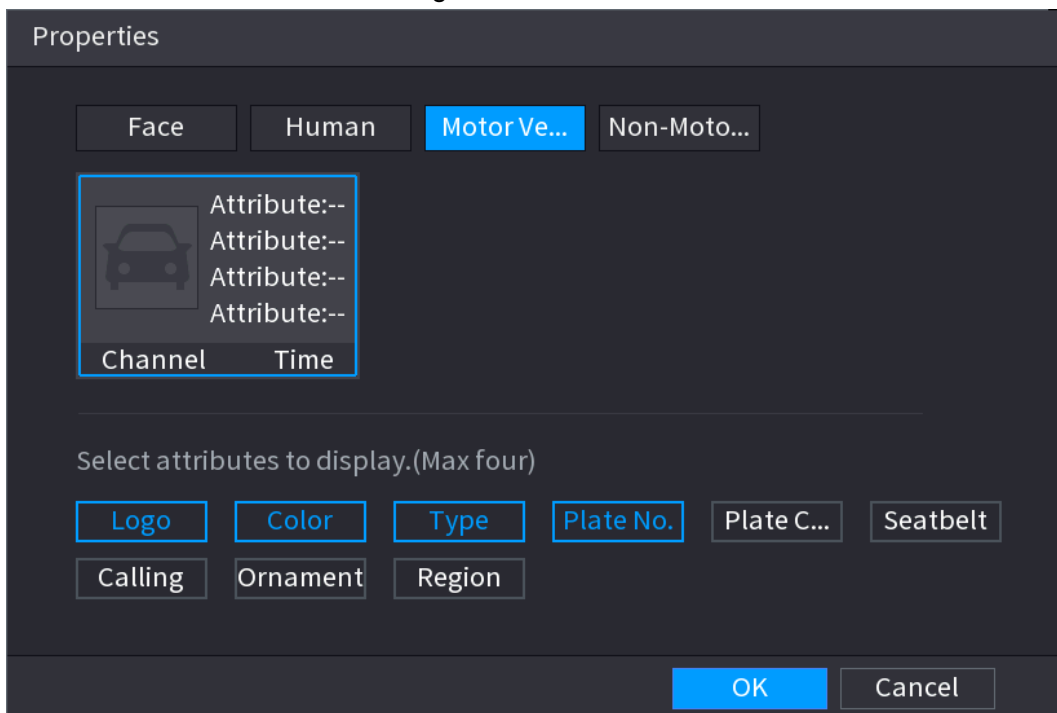 Properties
Face Human Motor Ve... Non-Moto...
Attribute:--
Attribute:--
Attribute:--
Attribute:--
Channel Time
Select attributes to display.(Max four)
Logo Color Type Plate No. Plate C... Seatbelt
Calling Ornament Region
OK Cancel